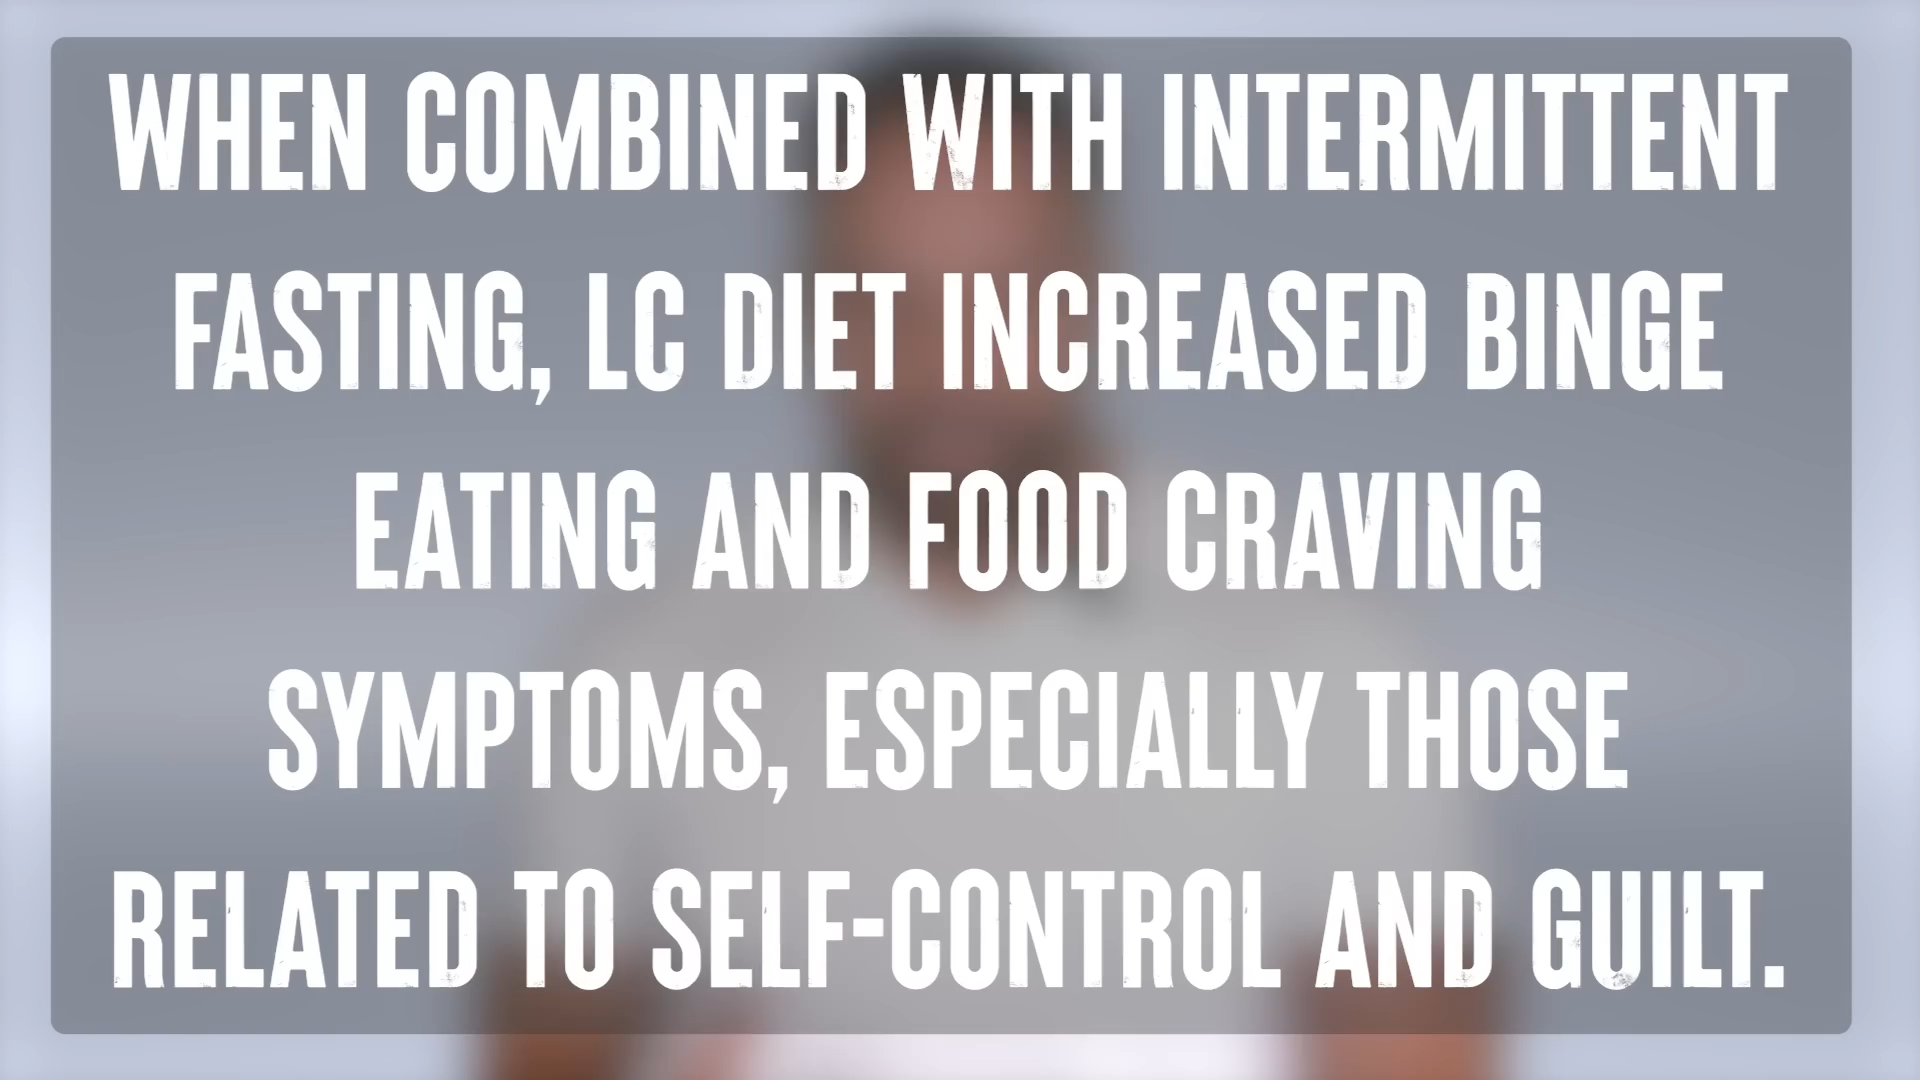 WHEN COMBINED WITH INTERMITTENT
FASTING, LC DIET INCREASED BINGE
EATING AND FOOD CRAVING
SYMPTOMS, ESPECIALLY THOSE
RELATED TO SELF-CONTROL AND GUILT.